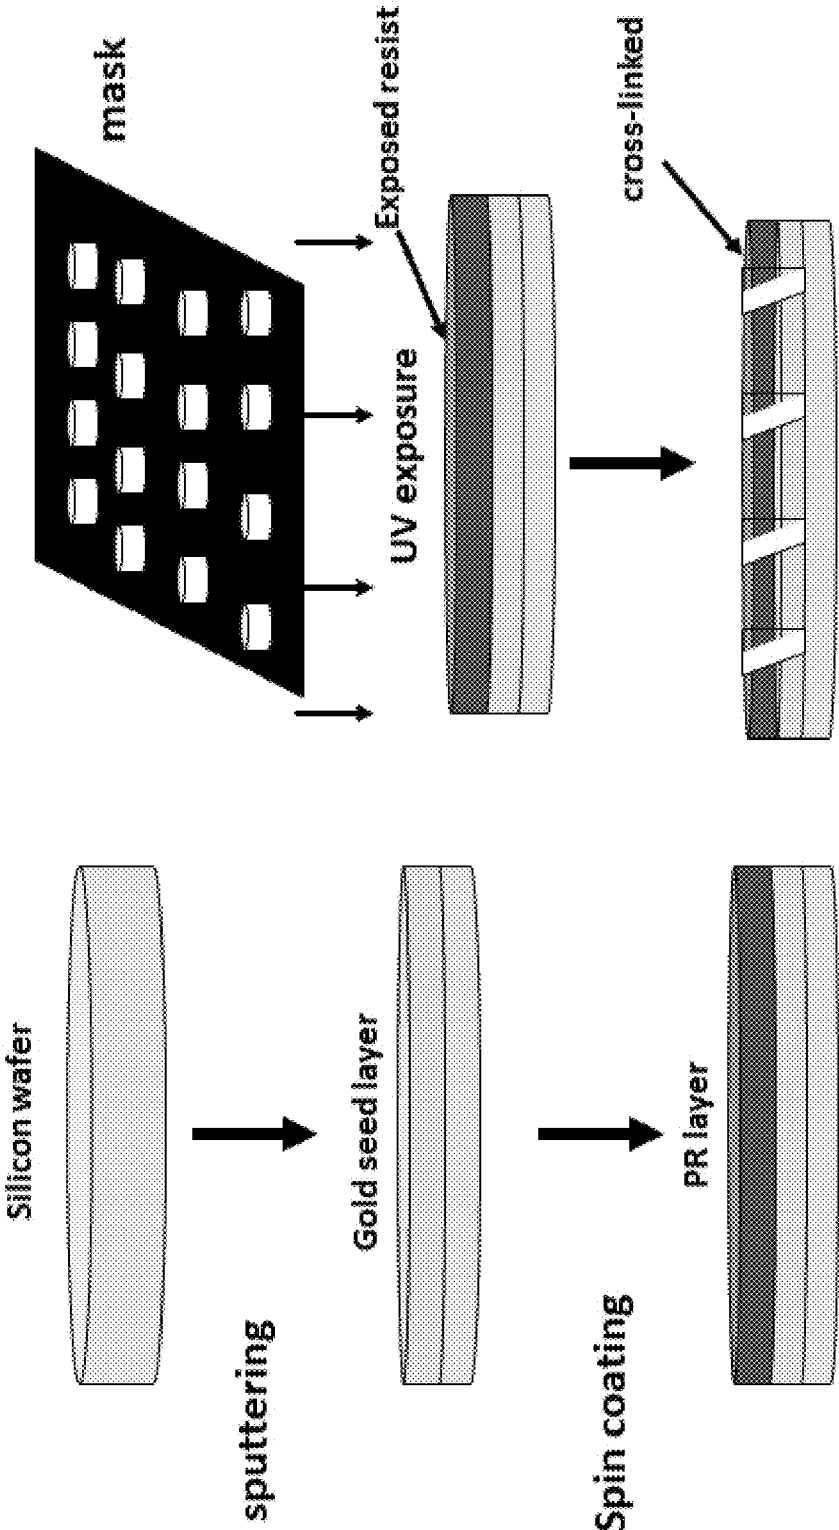 Silicon wafer
sputtering
Gold seed layer
Spin coating
PR layer
mask
UV exposure
Exposed resist
cross-linked